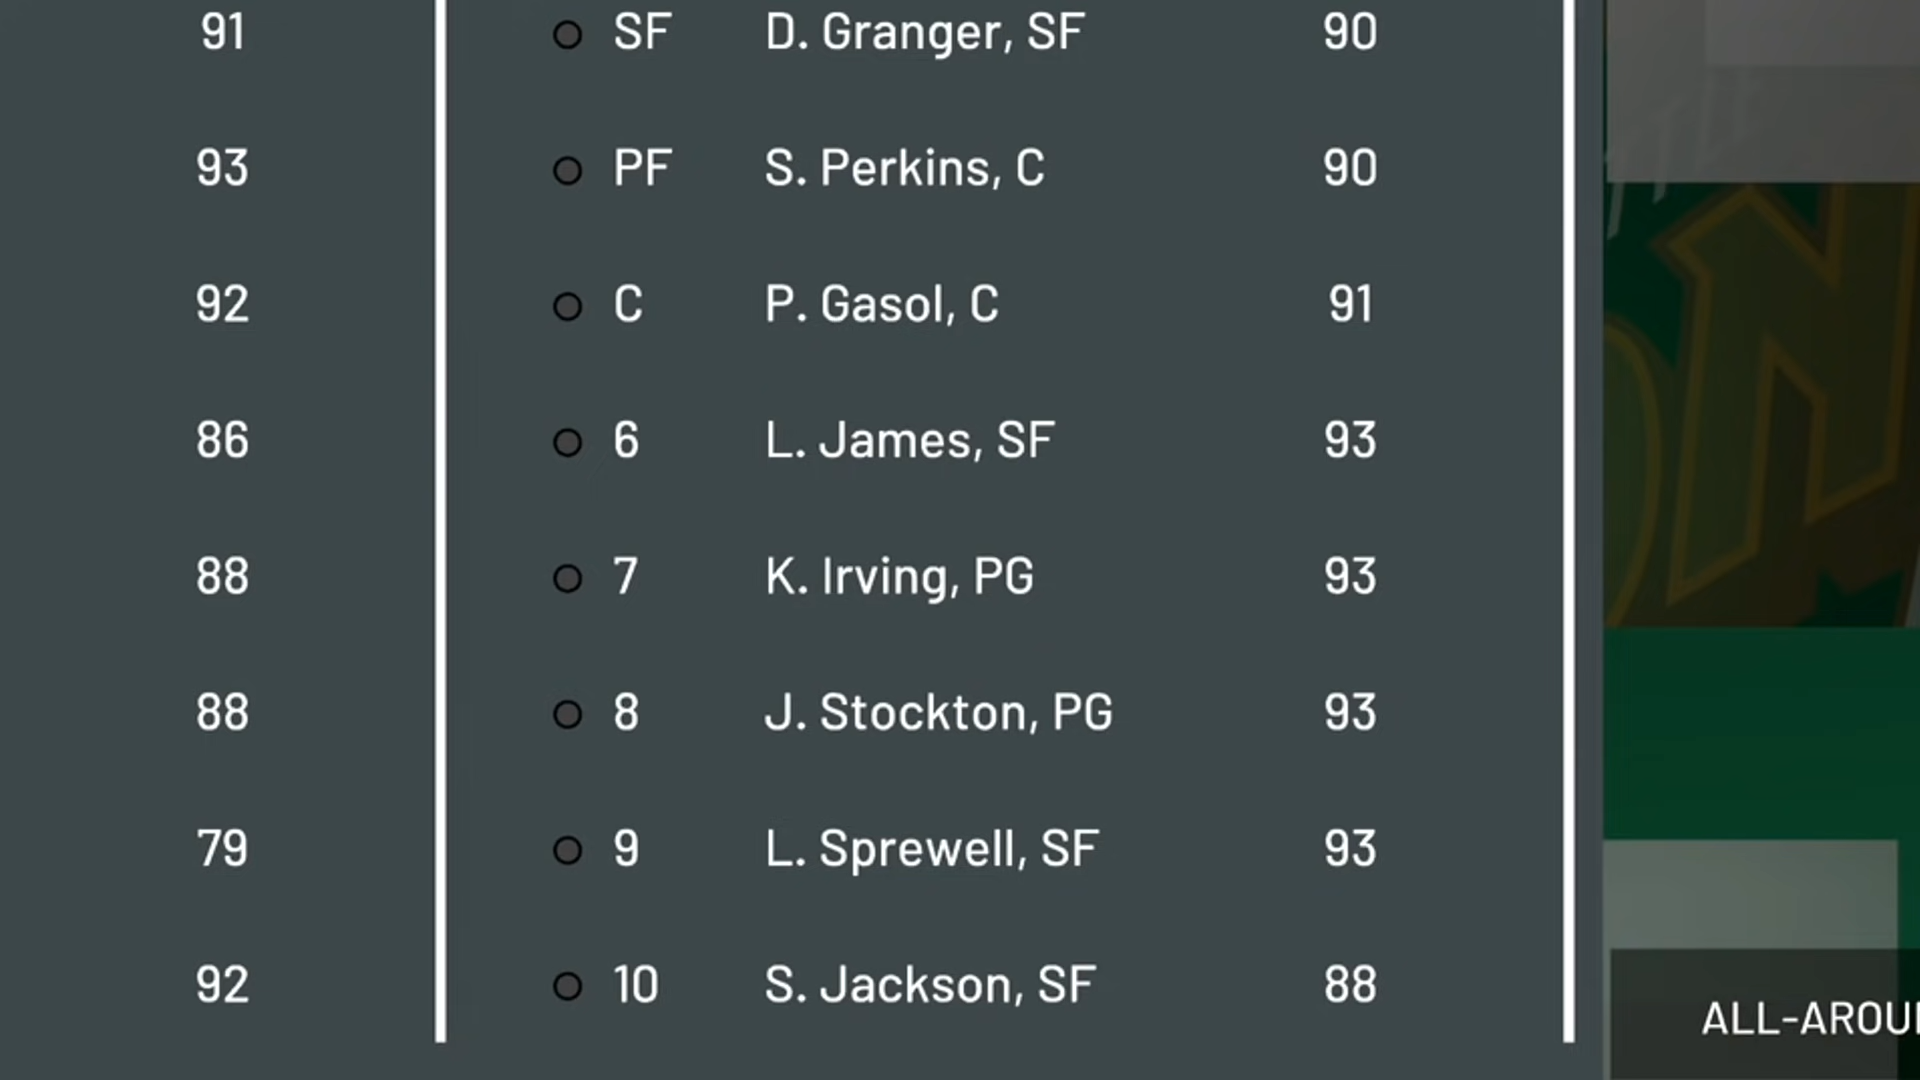 91 SF D. Granger, SF 90
93 PF S. Perkins, C 90
92 C P. Gasol, C 91
86 6 L. James, SF 93
88 7 K. Irving, PG 93
88 8 J. Stockton, PG 93
79 9 L. Sprewell, SF 93
92 10 S. Jackson, SF 88